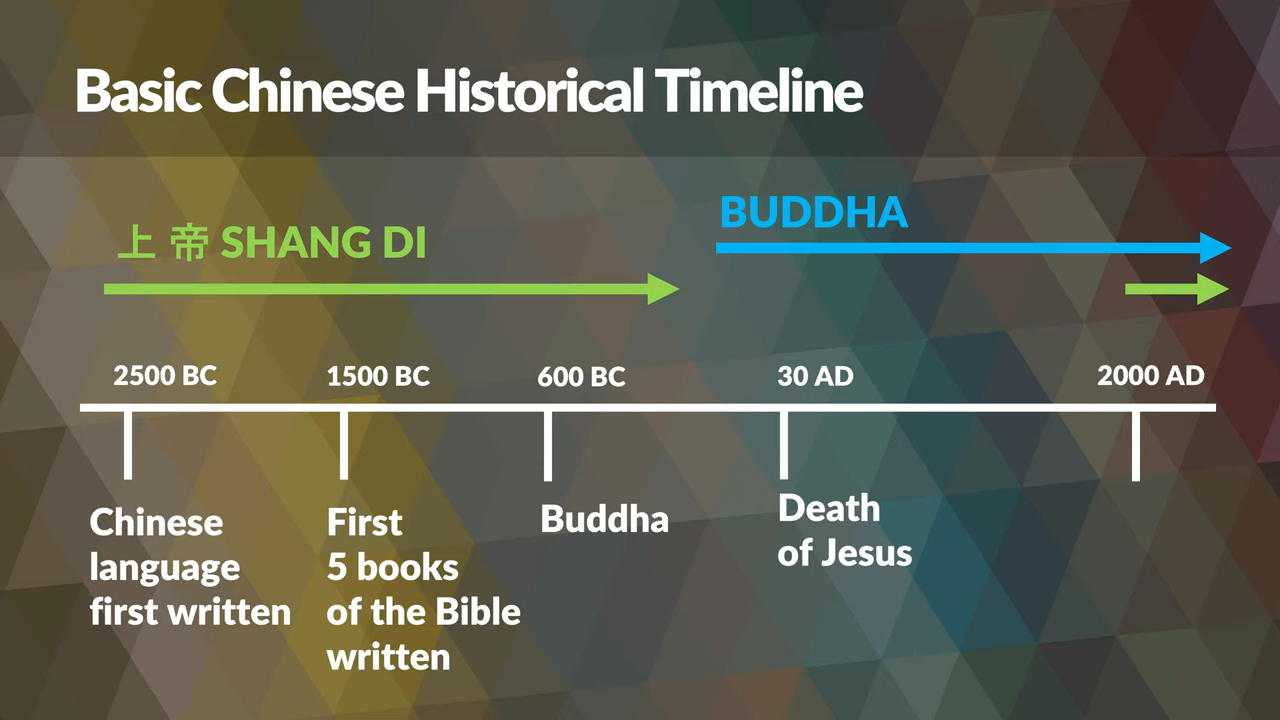 Basic Chinese Historical Timeline
BUDDHA
上 帝 SHANG DI
2500 BC
1500 BC
600 BC
30 AD
2000 AD
Chinese
language
first written
First
5 books
of the Bible
written
Buddha
Death
of Jesus